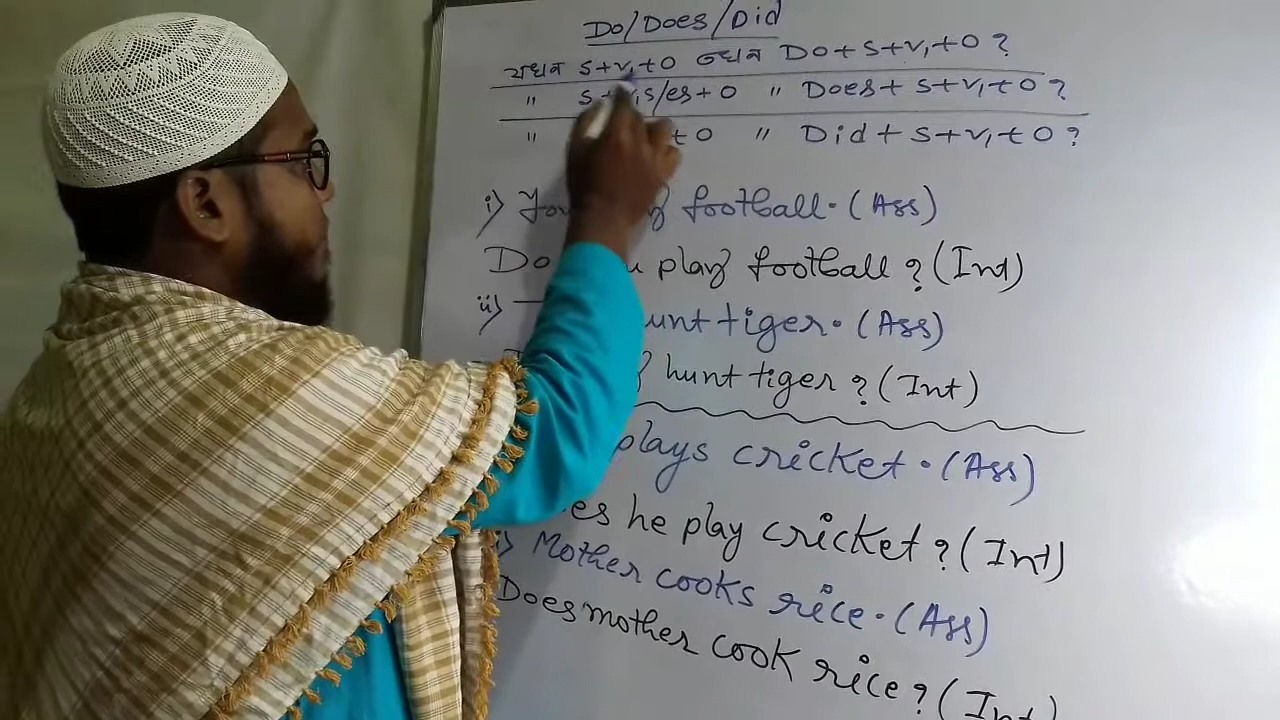 Do/Does/Did
যখন S+V₁+O তখন Do+S+V₁+O?
" S+V₁s/es+O " Does+S+V₁+O?
" +O " Did+S+V₁+O?
i) football. (Ass)
Do play football? (Int)
ii) tiger. (Ass)
hunt tiger? (Int)
plays cricket. (Ass)
he play cricket? (Int)
Mother cooks rice. (Ass)
Does mother cook rice? (Int